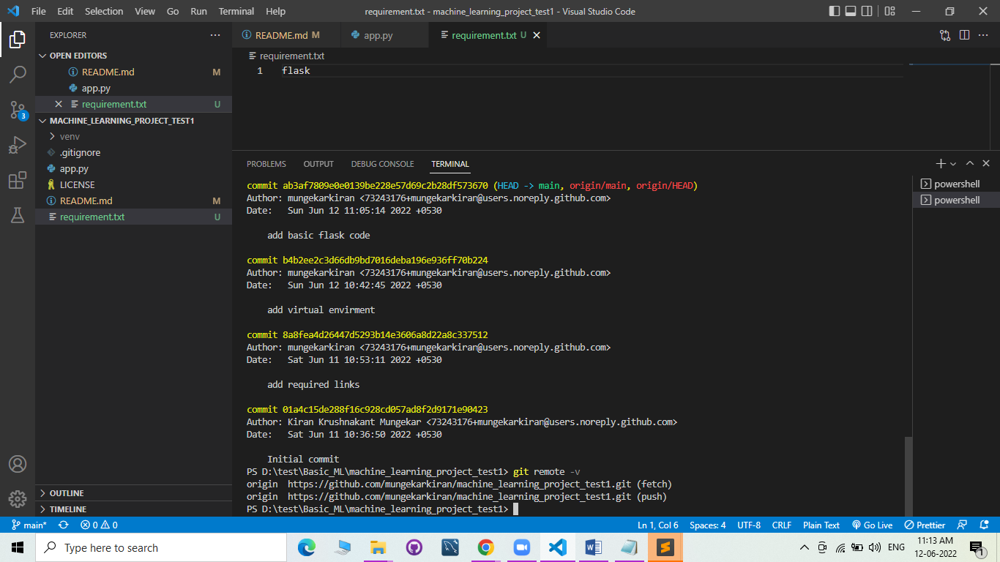 File Edit Selection View Go Run Terminal Help
requirement.txt - machine_learning_project_test1 - Visual Studio Code
EXPLORER
OPEN EDITORS
README.md M
app.py
requirement.txt U
MACHINE_LEARNING_PROJECT_TEST1
venv
.gitignore
app.py
LICENSE
README.md M
requirement.txt U
OUTLINE
TIMELINE
3
README.md M app.py requirement.txt U
requirement.txt
1 flask
PROBLEMS OUTPUT DEBUG CONSOLE TERMINAL
powershell
powershell
commit ab3af7809e0e0139be228e57d69c2b28df573670 (HEAD -> main, origin/main, origin/HEAD)
Author: mungekarkiran <73243176+mungekarkiran@users.noreply.github.com>
Date: Sun Jun 12 11:05:14 2022 +0530
add basic flask code
commit b4b2ee2c3d66db9bd7016deba196e936ff70b224
Author: mungekarkiran <73243176+mungekarkiran@users.noreply.github.com>
Date: Sun Jun 12 10:42:45 2022 +0530
add virtual envirment
commit 8a8fea4d26447d5293b14e3606a8d22a8c337512
Author: mungekarkiran <73243176+mungekarkiran@users.noreply.github.com>
Date: Sat Jun 11 10:53:11 2022 +0530
add required links
commit 01a4c15de288f16c928cd057ad8f2d9171e90423
Author: Kiran Krushnakant Mungekar <73243176+mungekarkiran@users.noreply.github.com>
Date: Sat Jun 11 10:36:50 2022 +0530
Initial commit
PS D:\test\Basic_ML\machine_learning_project_test1> git remote -v
origin https://github.com/mungekarkiran/machine_learning_project_test1.git (fetch)
origin https://github.com/mungekarkiran/machine_learning_project_test1.git (push)
PS D:\test\Basic_ML\machine_learning_project_test1>
main* 0 0 Ln 1, Col 6 Spaces: 4 UTF-8 CRLF Plain Text Go Live Prettier
Type here to search
ENG
11:13 AM
12-06-2022
1